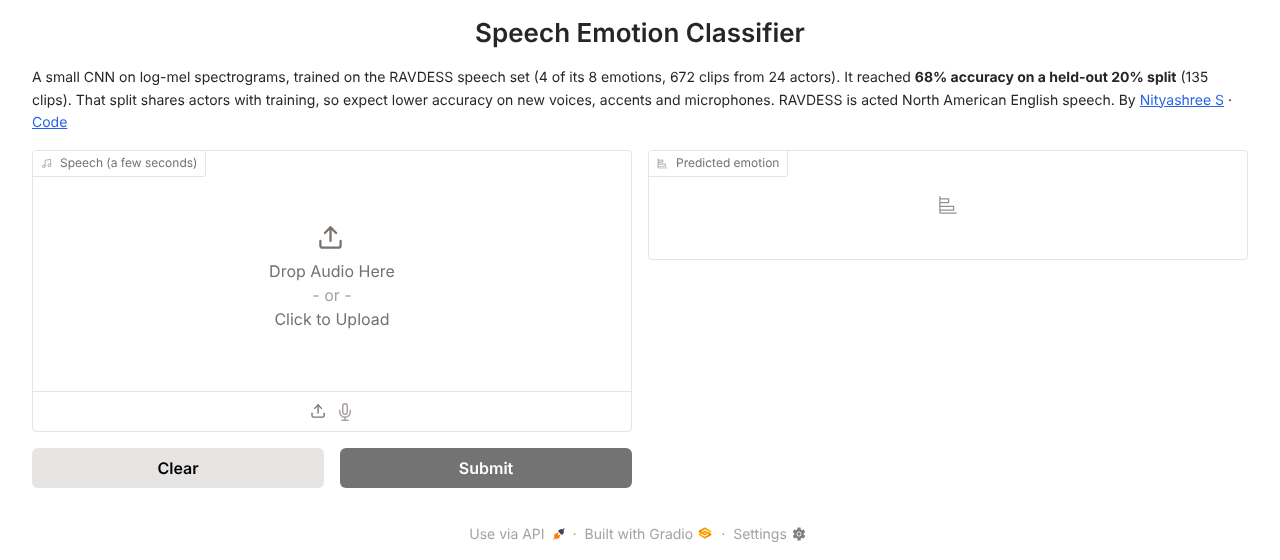 Speech Emotion Classifier
A small CNN on log-mel spectrograms, trained on the RAVDESS speech set (4 of its 8 emotions, 672 clips from 24 actors). It reached 68% accuracy on a held-out 20% split (135
clips). That split shares actors with training, so expect lower accuracy on new voices, accents and microphones. RAVDESS is acted North American English speech. By Nityashree S ·
Code
Speech (a few seconds)
Predicted emotion
Drop Audio Here
- or -
Click to Upload
Clear
Submit
Use via API · Built with Gradio · Settings